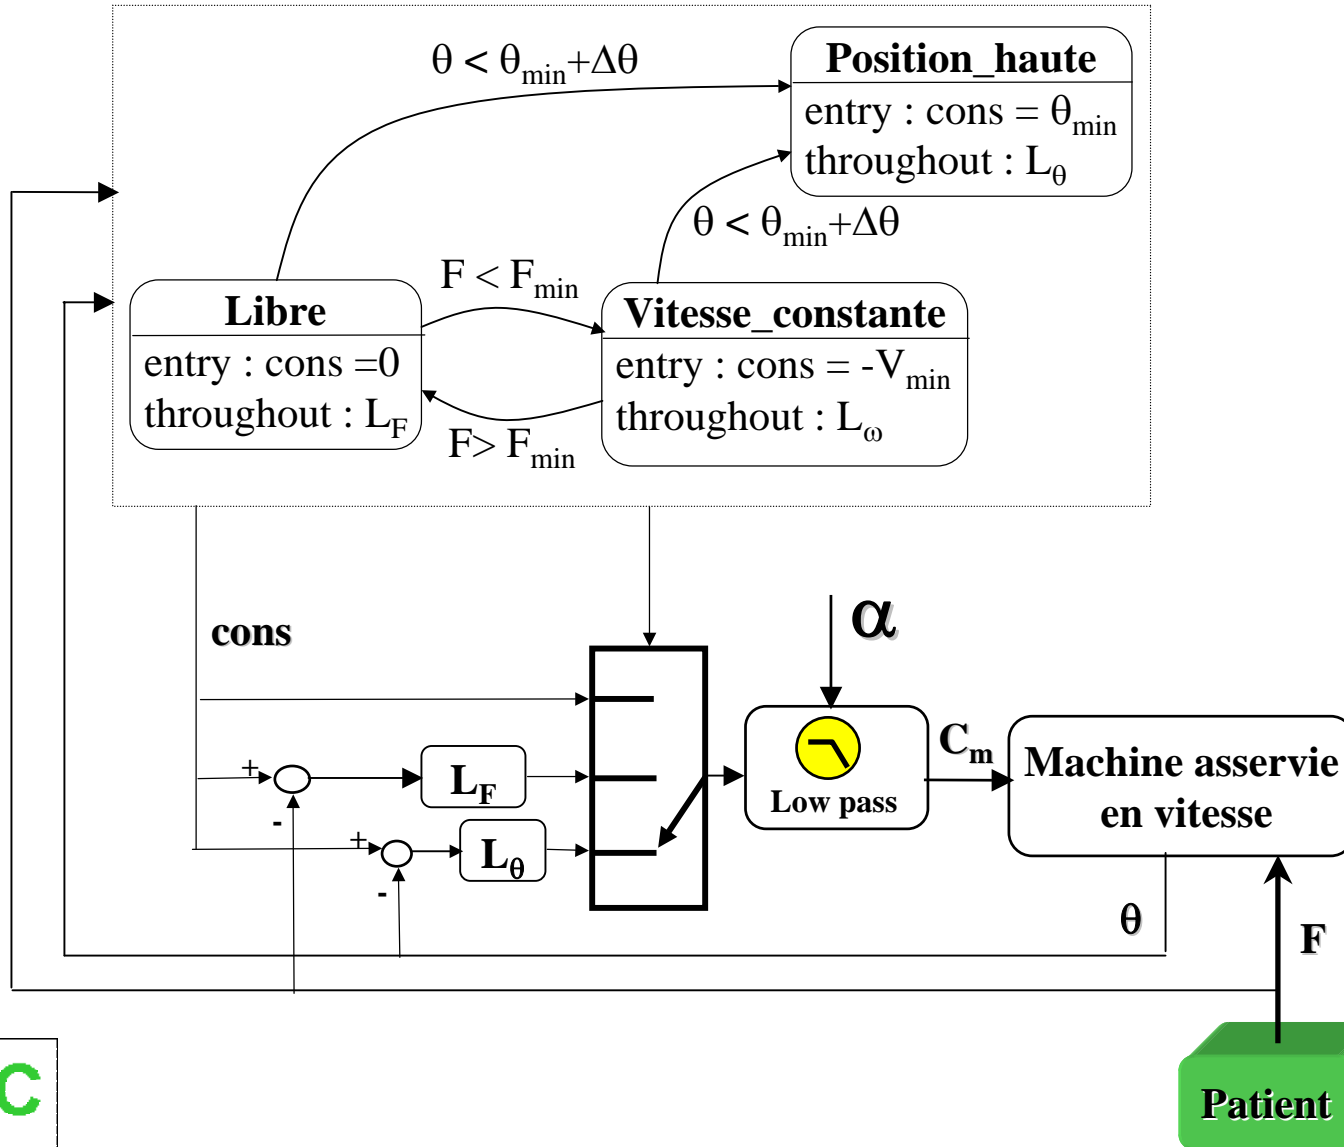 θ < θmin+Δθ
Position_haute
entry : cons = θmin
throughout : Lθ
θ < θmin+Δθ
F < Fmin
Libre
entry : cons =0
throughout : LF
Vitesse_constante
entry : cons = -Vmin
throughout : Lω
F> Fmin
cons
α
+
-
LF
+
-
Lθ
Low pass
Cm
Machine asservie
en vitesse
θ
F
C
Patient